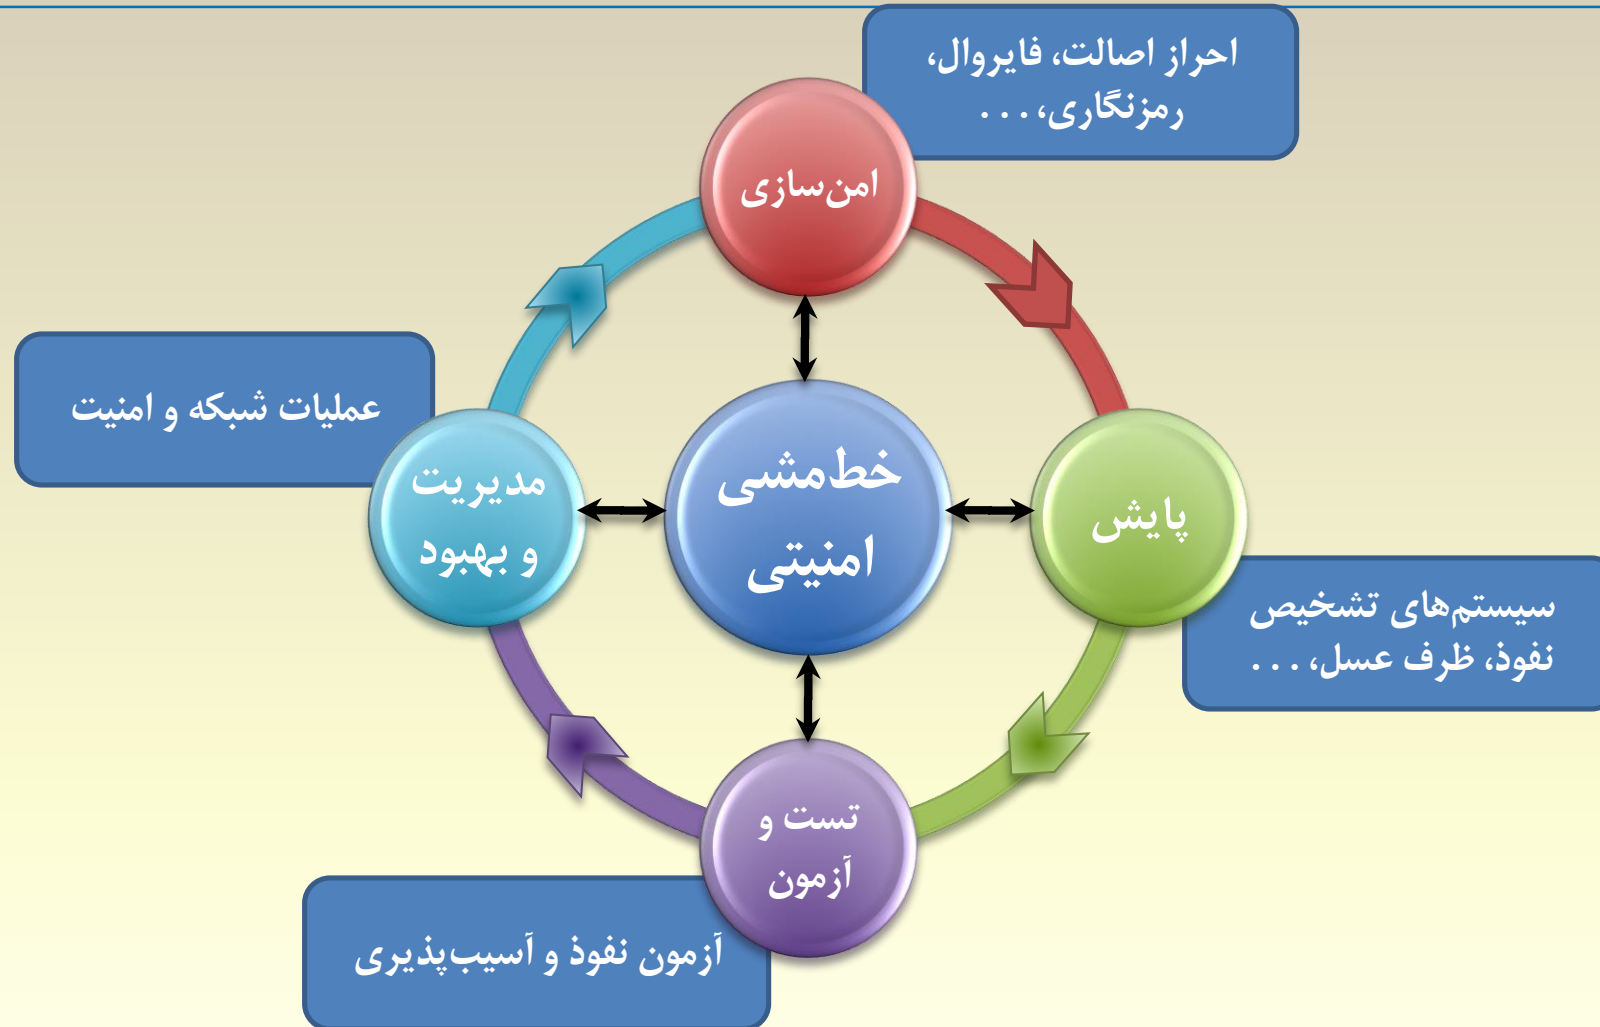 احراز اصالت، فایروال،
رمزنگاری، . . .
امن‌سازی
عملیات شبکه و امنیت
مدیریت
و بهبود
خط‌مشی
امنیتی
پایش
سیستم‌های تشخیص
نفوذ، ظرف عسل، . . .
تست و
آزمون
آزمون نفوذ و آسیب‌پذیری